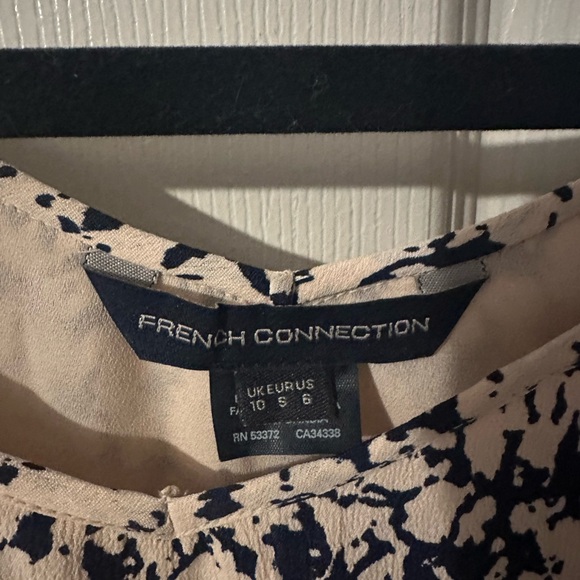 FRENCH CONNECTION
UK EUR US
10 S 6
RN 53372 CA34338